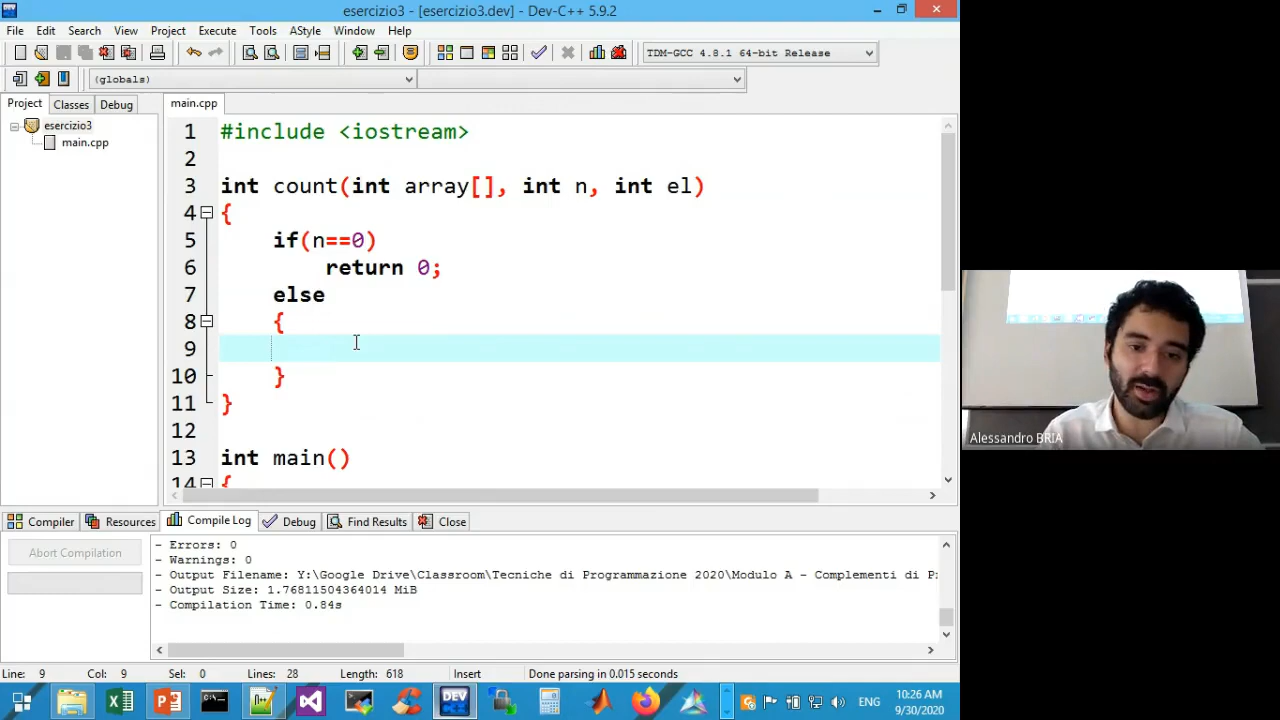 esercizio3 - [esercizio3.dev] - Dev-C++ 5.9.2
File Edit Search View Project Execute Tools AStyle Window Help
TDM-GCC 4.8.1 64-bit Release
(globals)
Project Classes Debug main.cpp
esercizio3
main.cpp
1 #include <iostream>
2
3 int count(int array[], int n, int el)
4 {
5 if(n==0)
6 return 0;
7 else
8 {
9
10 }
11 }
12
13 int main()
14 {
Alessandro BRIA
Compiler Resources Compile Log Debug Find Results Close
Abort Compilation
- Errors: 0
- Warnings: 0
- Output Filename: Y:\Google Drive\Classroom\Tecniche di Programmazione 2020\Modulo A - Complementi di P
- Output Size: 1.76811504364014 MiB
- Compilation Time: 0.84s
Line: 9 Col: 9 Sel: 0 Lines: 28 Length: 618 Insert Done parsing in 0.015 seconds
DEV
ENG
10:26 AM
9/30/2020